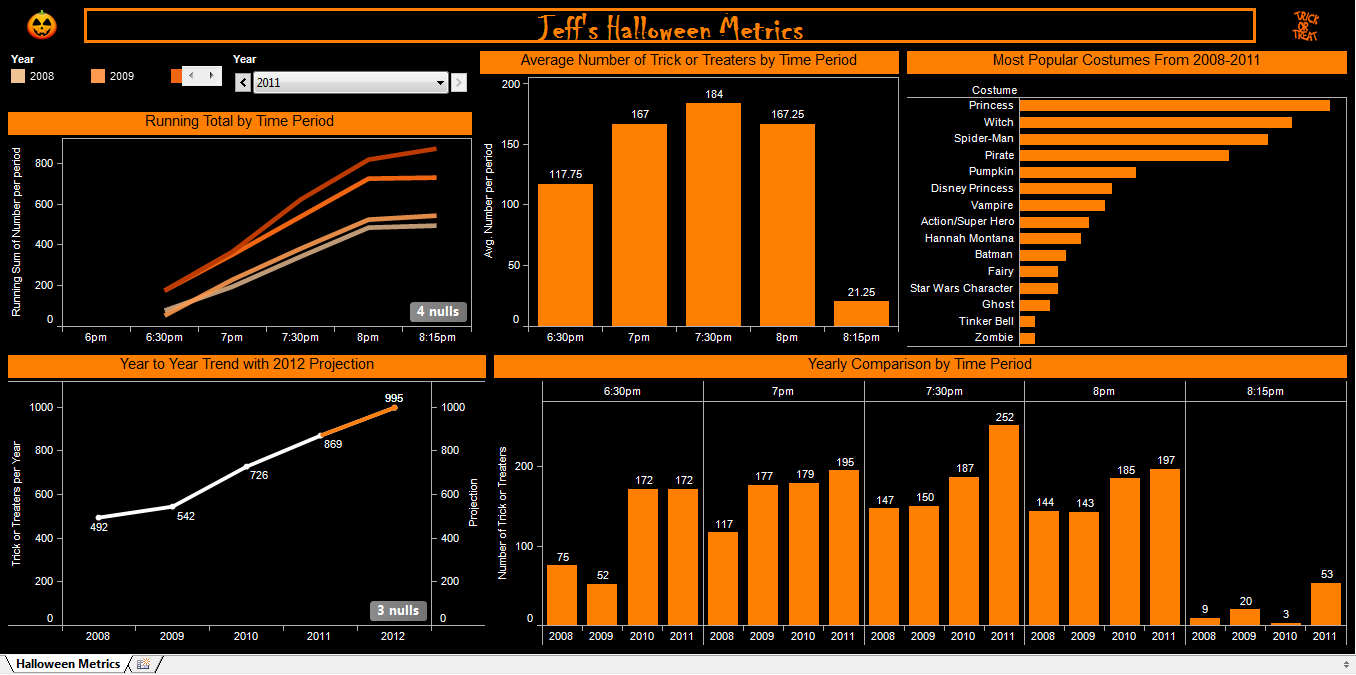 Jeff's Halloween Metrics
TRICK
OR
TREAT
Year
2008
2009
Year
2011
Running Total by Time Period
Running Sum of Number per period
800
600
400
200
0
6pm
6:30pm
7pm
7:30pm
8pm
8:15pm
4 nulls
Average Number of Trick or Treaters by Time Period
Avg. Number per period
200
150
100
50
0
117.75
167
184
167.25
21.25
6:30pm
7pm
7:30pm
8pm
8:15pm
Most Popular Costumes From 2008-2011
Costume
Princess
Witch
Spider-Man
Pirate
Pumpkin
Disney Princess
Vampire
Action/Super Hero
Hannah Montana
Batman
Fairy
Star Wars Character
Ghost
Tinker Bell
Zombie
Year to Year Trend with 2012 Projection
Trick or Treaters per Year
1000
800
600
400
200
0
492
542
726
869
995
1000
800
600
400
200
0
Projection
3 nulls
2008
2009
2010
2011
2012
Yearly Comparison by Time Period
Number of Trick or Treaters
200
100
0
6:30pm
7pm
7:30pm
8pm
8:15pm
75
52
172
172
117
177
179
195
147
150
187
252
144
143
185
197
9
20
3
53
2008
2009
2010
2011
2008
2009
2010
2011
2008
2009
2010
2011
2008
2009
2010
2011
2008
2009
2010
2011
Halloween Metrics